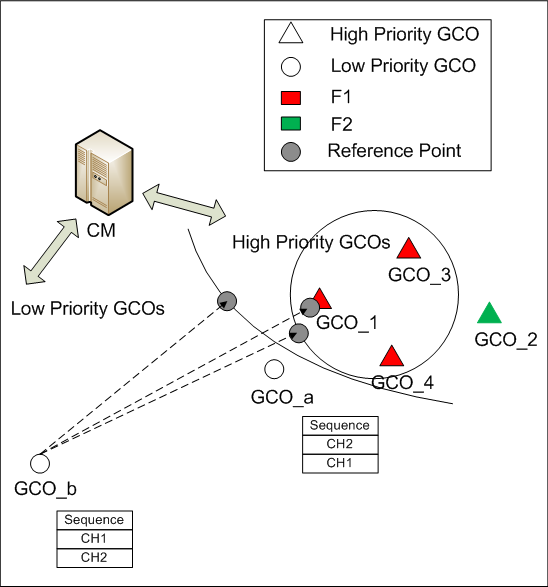 High Priority GCO
Low Priority GCO
F1
F2
Reference Point
CM
High Priority GCOs
GCO_3
Low Priority GCOs
GCO_1
GCO_2
GCO_4
GCO_a
Sequence
CH2
CH1
GCO_b
Sequence
CH1
CH2